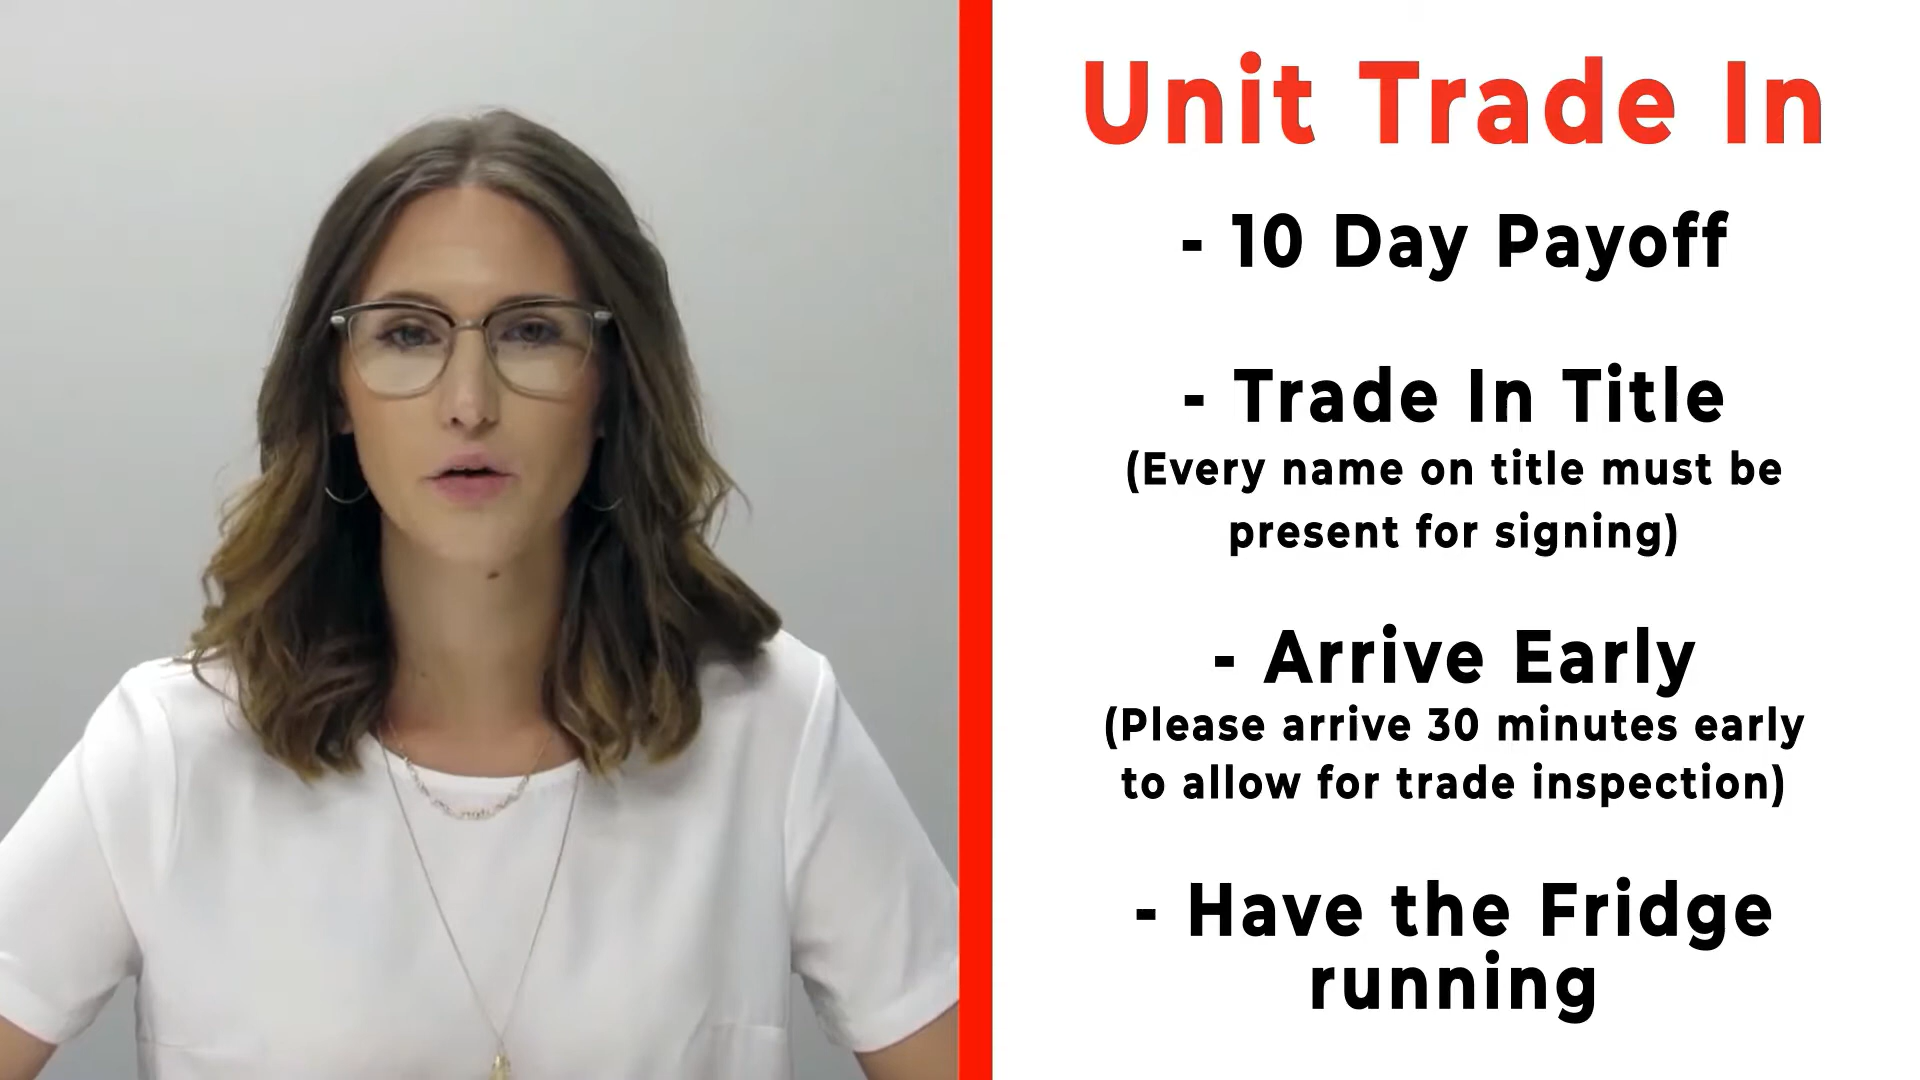 Unit Trade In
- 10 Day Payoff
- Trade In Title
(Every name on title must be
present for signing)
- Arrive Early
(Please arrive 30 minutes early
to allow for trade inspection)
- Have the Fridge
running